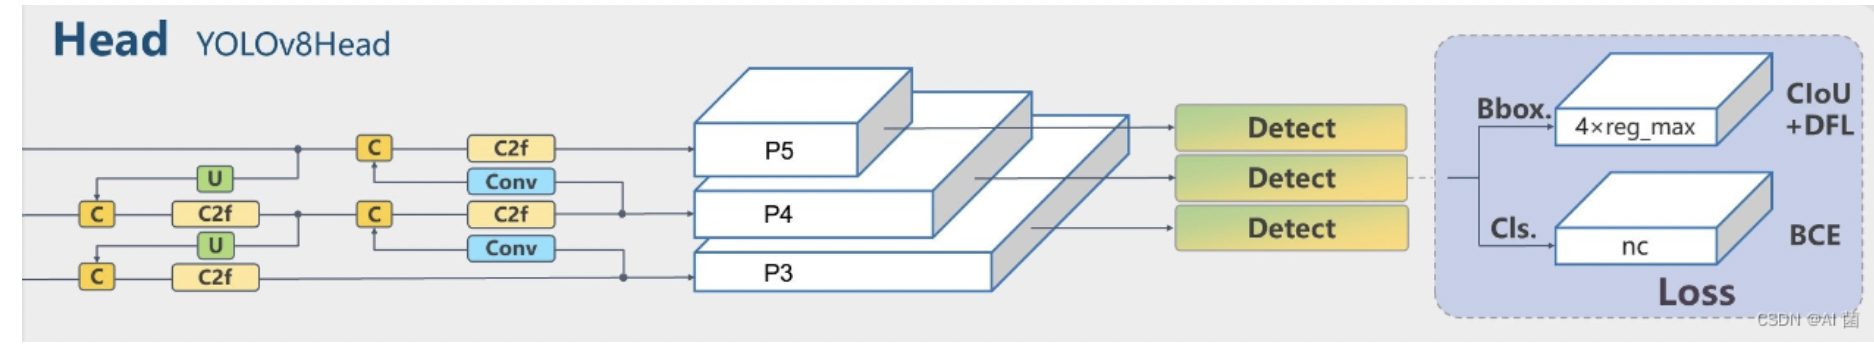 Head YOLOv8Head
C
C2f
U
Conv
C
C2f
C
C2f
U
Conv
C
C2f
P5
P4
P3
Detect
Detect
Detect
Bbox.
4×reg_max
CIoU
+DFL
Cls.
nc
BCE
Loss
CSDN @AI 菌